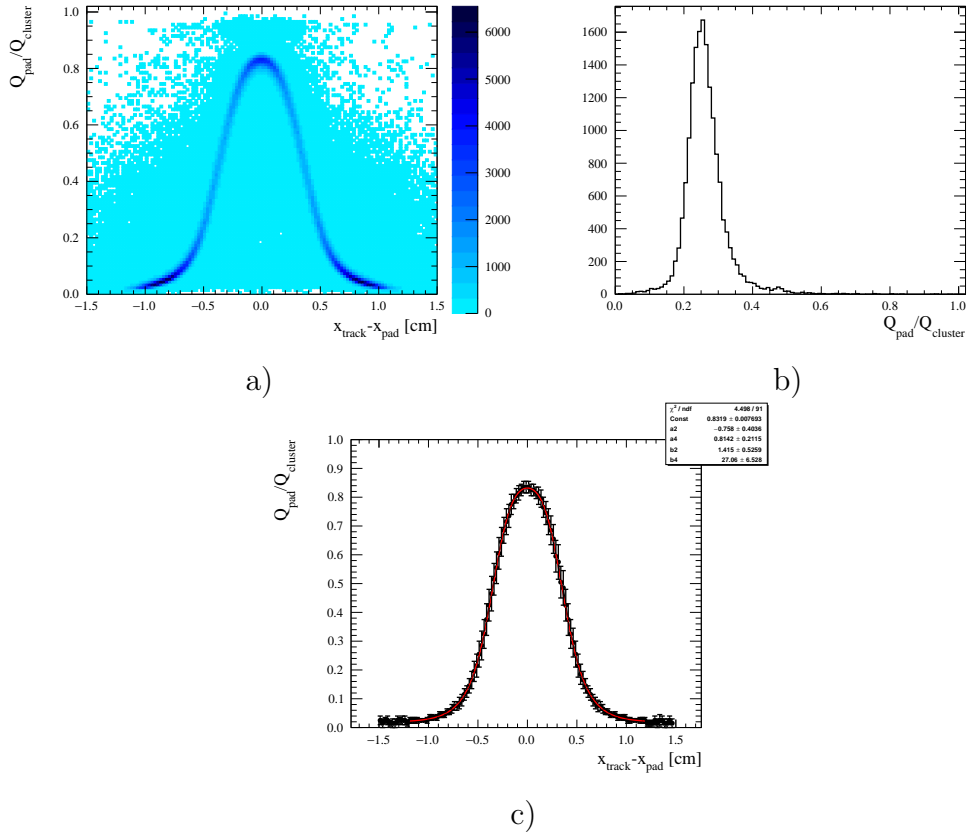 Q_pad/Q_cluster
1.0
0.8
0.6
0.4
0.2
0.0
−1.5 −1.0 −0.5 0.0 0.5 1.0 1.5
x_track-x_pad [cm]
6000
5000
4000
3000
2000
1000
0
a)
1600
1400
1200
1000
800
600
400
200
0
0.0 0.2 0.4 0.6 0.8 1.0
Q_pad/Q_cluster
b)
χ² / ndf 4.498 / 91
Const 0.8319 ± 0.007693
a2 −0.758 ± 0.4036
a4 0.8142 ± 0.2115
b2 1.415 ± 0.5259
b4 27.06 ± 6.528
Q_pad/Q_cluster
1.0
0.9
0.8
0.7
0.6
0.5
0.4
0.3
0.2
0.1
0.0
−1.5 −1.0 −0.5 0.0 0.5 1.0 1.5
x_track-x_pad [cm]
c)